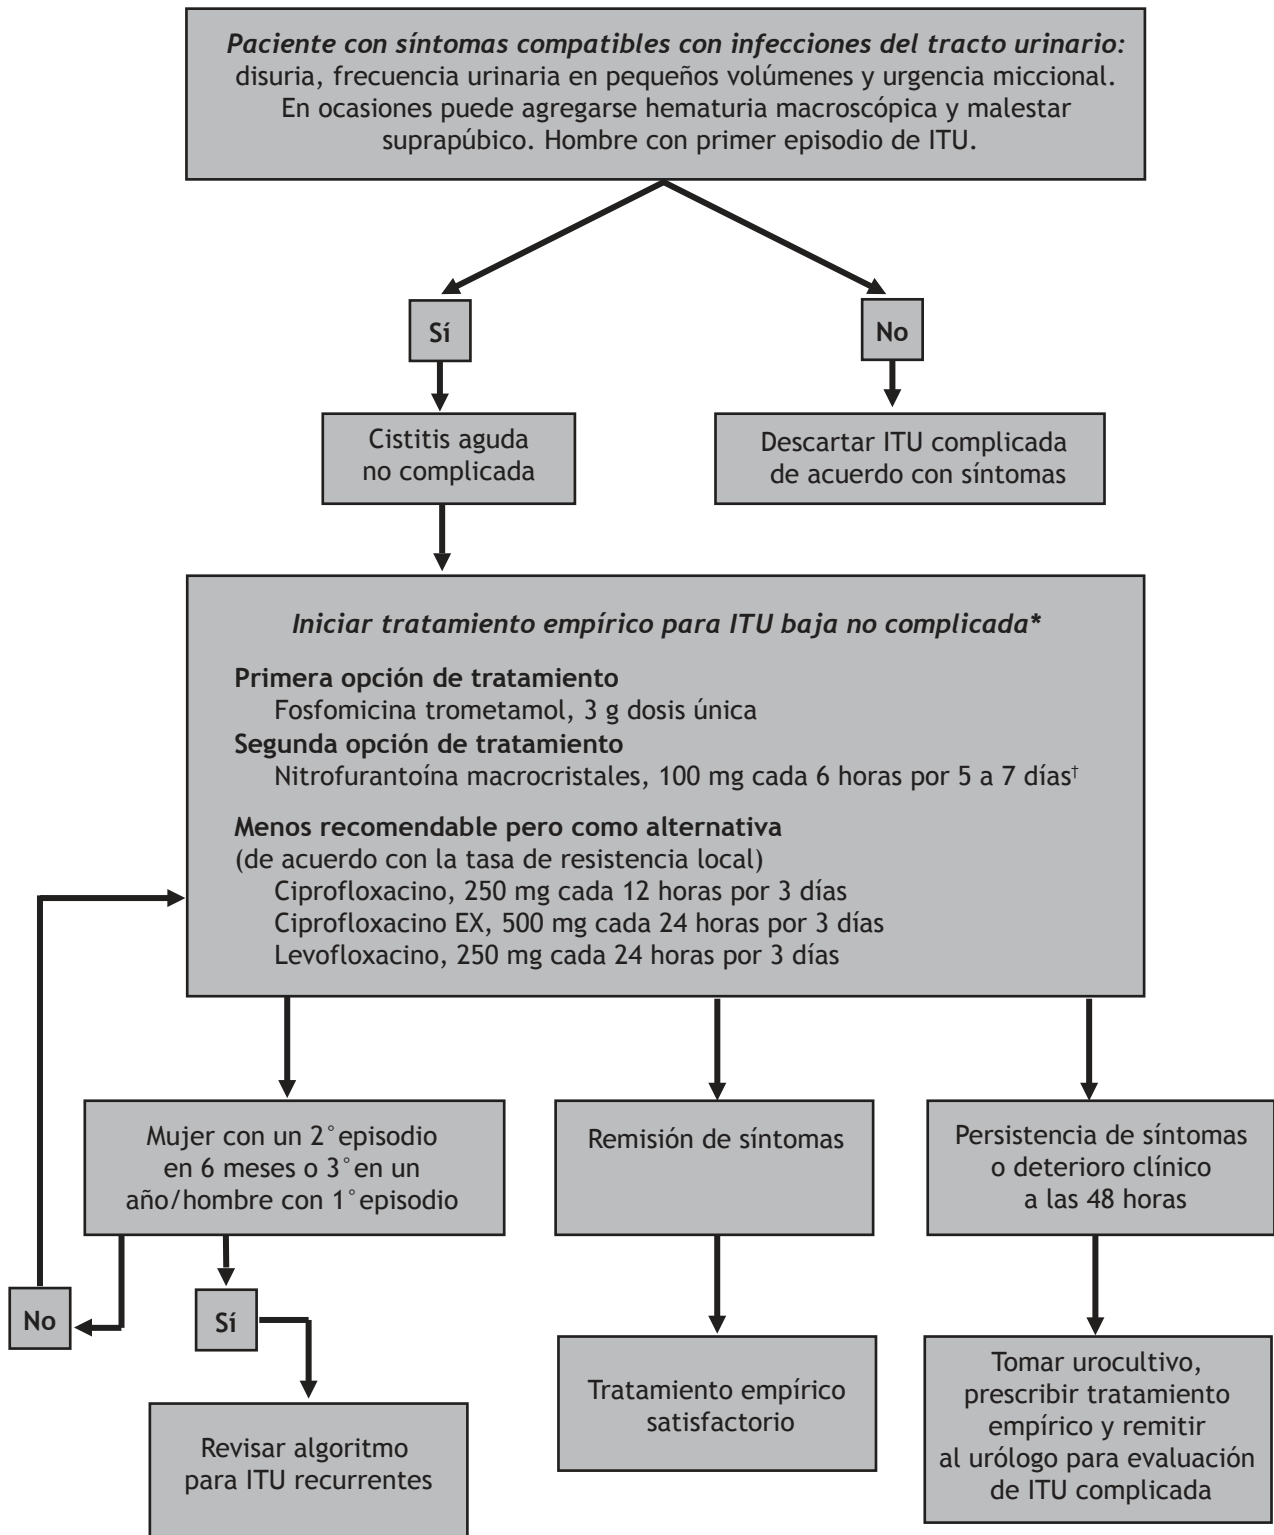 Paciente con síntomas compatibles con infecciones del tracto urinario:
disuria, frecuencia urinaria en pequeños volúmenes y urgencia miccional.
En ocasiones puede agregarse hematuria macroscópica y malestar
suprapúbico. Hombre con primer episodio de ITU.
Sí
No
Cistitis aguda
no complicada
Descartar ITU complicada
de acuerdo con síntomas
Iniciar tratamiento empírico para ITU baja no complicada*
Primera opción de tratamiento
Fosfomicina trometamol, 3 g dosis única
Segunda opción de tratamiento
Nitrofurantoína macrocristales, 100 mg cada 6 horas por 5 a 7 días†
Menos recomendable pero como alternativa
(de acuerdo con la tasa de resistencia local)
Ciprofloxacino, 250 mg cada 12 horas por 3 días
Ciprofloxacino EX, 500 mg cada 24 horas por 3 días
Levofloxacino, 250 mg cada 24 horas por 3 días
Mujer con un 2° episodio
en 6 meses o 3° en un
año/hombre con 1° episodio
Remisión de síntomas
Persistencia de síntomas
o deterioro clínico
a las 48 horas
No
Sí
Revisar algoritmo
para ITU recurrentes
Tratamiento empírico
satisfactorio
Tomar urocultivo,
prescribir tratamiento
empírico y remitir
al urólogo para evaluación
de ITU complicada